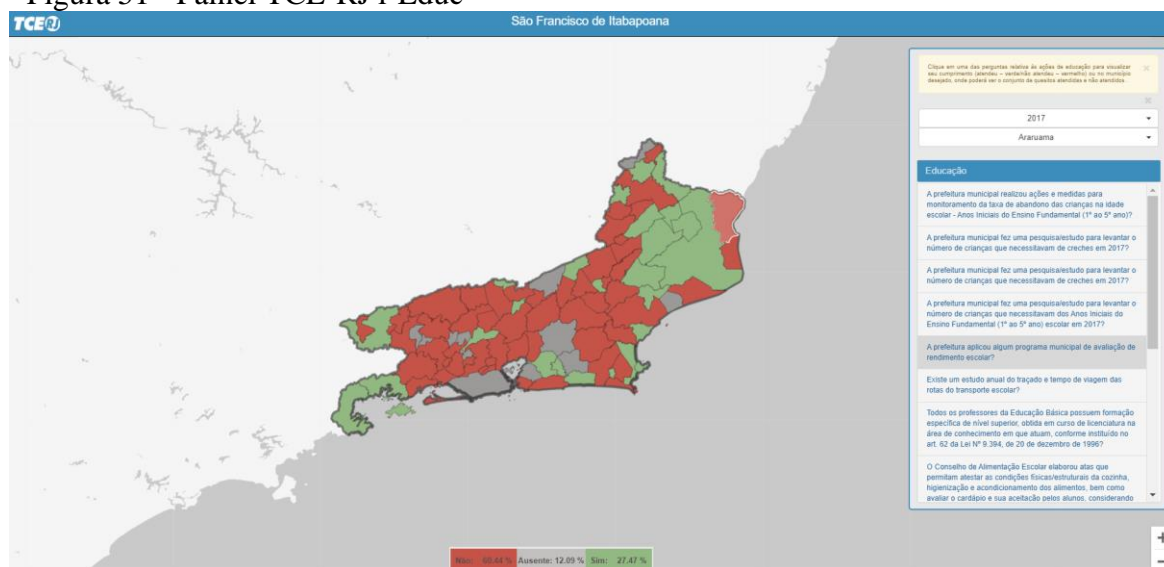 Figura 31 - Painel TCE-RJ i-Educ
TCERJ
São Francisco de Itabapoana
Clique em uma das perguntas relativa às ações de educação para visualizar
seu cumprimento (atendeu – verde/não atendeu – vermelho) ou no município
desejado, onde poderá ver o conjunto de quesitos atendidos e não atendidos.
2017
Araruama
Educação
A prefeitura municipal realizou ações e medidas para
monitoramento da taxa de abandono das crianças na idade
escolar - Anos Iniciais do Ensino Fundamental (1º ao 5º ano)?
A prefeitura municipal fez uma pesquisa/estudo para levantar o
número de crianças que necessitavam de creches em 2017?
A prefeitura municipal fez uma pesquisa/estudo para levantar o
número de crianças que necessitavam de creches em 2017?
A prefeitura municipal fez uma pesquisa/estudo para levantar o
número de crianças que necessitavam dos Anos Iniciais do
Ensino Fundamental (1º ao 5º ano) escolar em 2017?
A prefeitura aplicou algum programa municipal de avaliação de
rendimento escolar?
Existe um estudo anual do traçado e tempo de viagem das
rotas do transporte escolar?
Todos os professores da Educação Básica possuem formação
específica de nível superior, obtida em curso de licenciatura na
área de conhecimento em que atuam, conforme instituído no
art. 62 da Lei Nº 9.394, de 20 de dezembro de 1996?
O Conselho de Alimentação Escolar elaborou atas que
permitam atestar as condições físicas/estruturais da cozinha,
higienização e acondicionamento dos alimentos, bem como
avaliar o cardápio e sua aceitação pelos alunos, considerando
Não: 60.44 % Ausente: 12.09 % Sim: 27.47 %